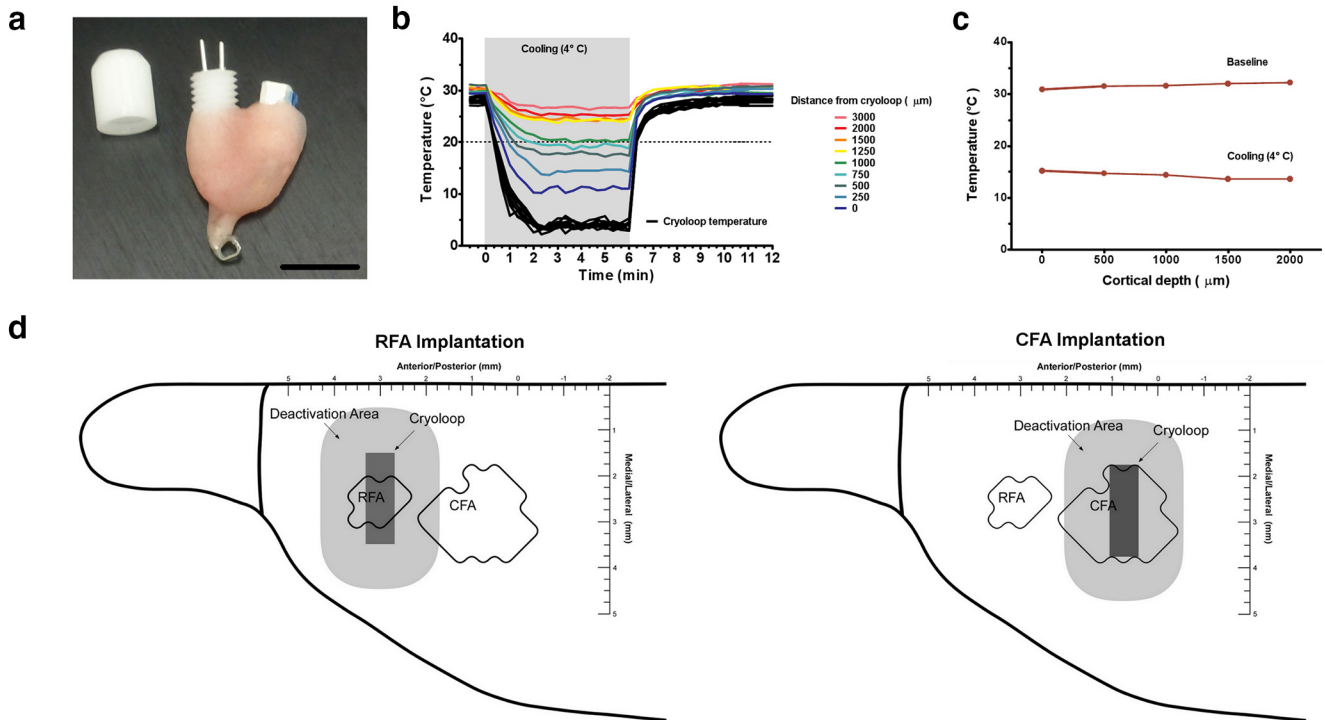 a
b
Cooling (4° C)
Temperature (°C)
40
30
20
10
0
0 1 2 3 4 5 6 7 8 9 10 11 12
Time (min)
Cryoloop temperature
Distance from cryoloop ( μm)
3000
2000
1500
1250
1000
750
500
250
0
c
Temperature (°C)
40
30
20
10
0
Baseline
Cooling (4° C)
0 500 1000 1500 2000
Cortical depth ( μm)
d
RFA Implantation
Anterior/Posterior (mm)
5 4 3 2 1 0 -1 -2
Deactivation Area
Cryoloop
RFA
CFA
1
2
3
4
5
Medial/Lateral (mm)
CFA Implantation
Anterior/Posterior (mm)
5 4 3 2 1 0 -1 -2
Deactivation Area
Cryoloop
RFA
CFA
1
2
3
4
5
Medial/Lateral (mm)